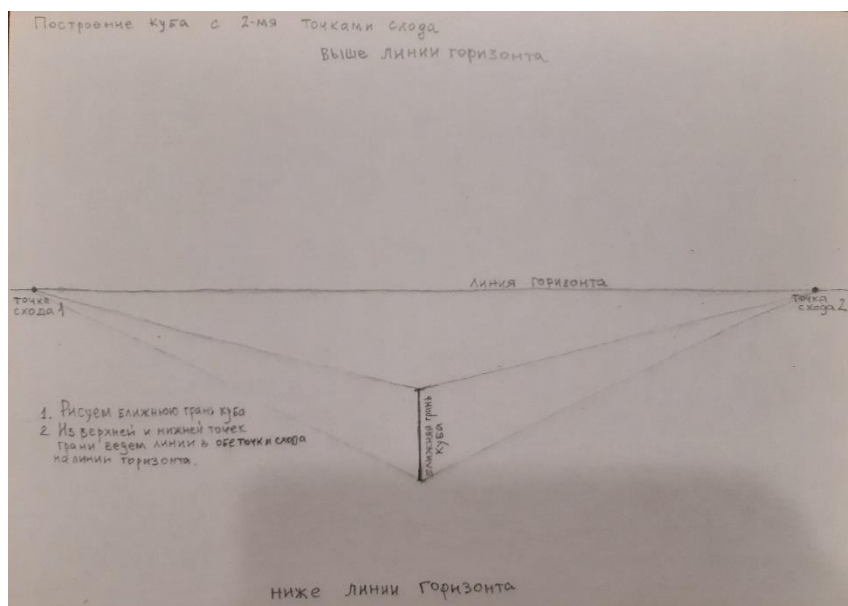 Построение куба с 2-мя точками схода
выше линии горизонта
линия горизонта
точке
схода 1
точка
схода 2
1. Рисуем ближнюю грань куба
2 Из верхней и нижней точек
грани ведем линии в обе точки схода
на линии горизонта.
ближняя грань
куба
ниже линии горизонта